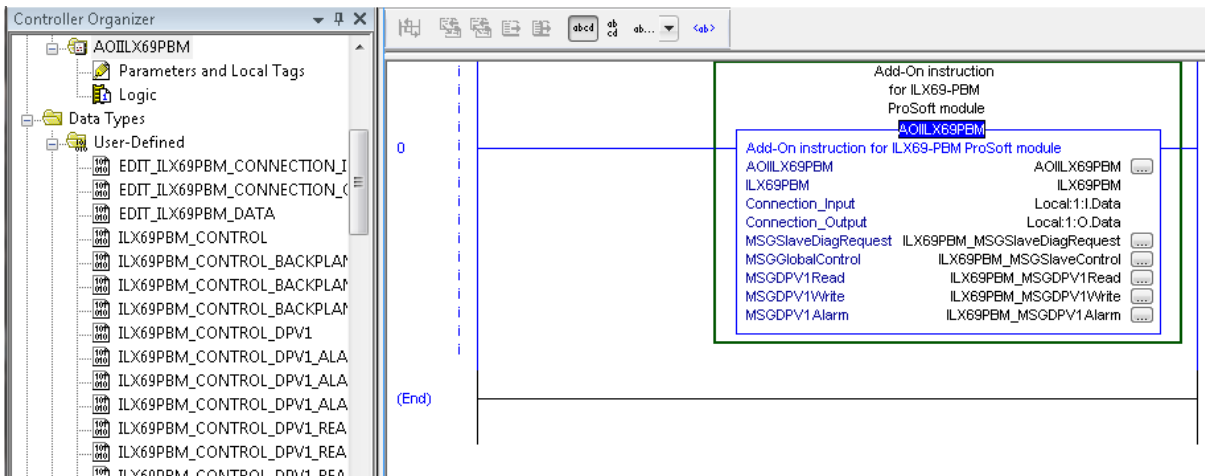 Controller Organizer
AOIILX69PBM
Parameters and Local Tags
Logic
Data Types
User-Defined
EDIT_ILX69PBM_CONNECTION_I
EDIT_ILX69PBM_CONNECTION_(
EDIT_ILX69PBM_DATA
ILX69PBM_CONTROL
ILX69PBM_CONTROL_BACKPLAN
ILX69PBM_CONTROL_BACKPLAN
ILX69PBM_CONTROL_BACKPLAN
ILX69PBM_CONTROL_DPV1
ILX69PBM_CONTROL_DPV1_ALA
ILX69PBM_CONTROL_DPV1_ALA
ILX69PBM_CONTROL_DPV1_ALA
ILX69PBM_CONTROL_DPV1_REA
ILX69PBM_CONTROL_DPV1_REA
ILX69PBM_CONTROL_DPV1_REA
abcd ab cd ab... <ab>
Add-On instruction
for ILX69-PBM
ProSoft module
AOIILX69PBM
0
Add-On instruction for ILX69-PBM ProSoft module
AOIILX69PBM AOIILX69PBM ...
ILX69PBM ILX69PBM
Connection_Input Local:1:I.Data
Connection_Output Local:1:O.Data
MSGSlaveDiagRequest ILX69PBM_MSGSlaveDiagRequest ...
MSGGlobalControl ILX69PBM_MSGSlaveControl ...
MSGDPV1Read ILX69PBM_MSGDPV1Read ...
MSGDPV1Write ILX69PBM_MSGDPV1Write ...
MSGDPV1Alarm ILX69PBM_MSGDPV1Alarm ...
(End)